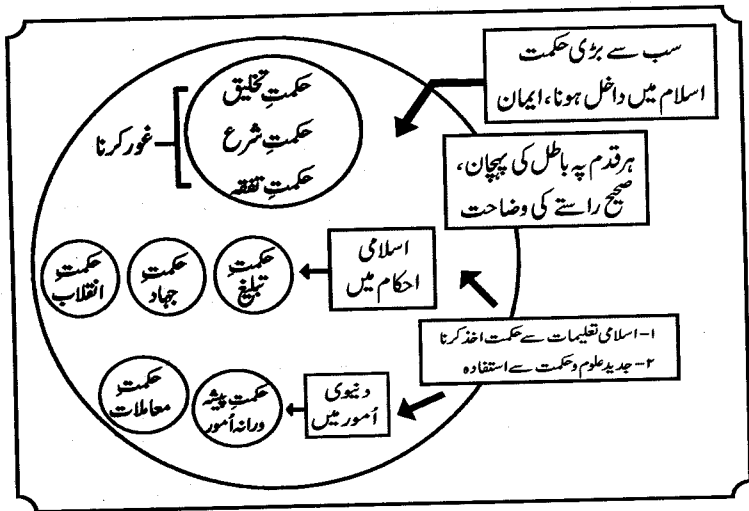 سب سے بڑی حکمت
اسلام میں داخل ہونا، ایمان
حکمتِ تخلیق
حکمتِ شرع
حکمتِ تفقہ
غور کرنا
ہر قدم پہ باطل کی پہچان،
صحیح راستے کی وضاحت
اسلامی
احکام میں
حکمتِ
تبلیغ
حکمتِ
جہاد
حکمتِ
انقلاب
۱- اسلامی تعلیمات سے حکمت اخذ کرنا
۲- جدید علوم و حکمت سے استفادہ
دنیوی
اُمور میں
حکمتِ پیشہ
ورانہ اُمور
حکمتِ
معاملات